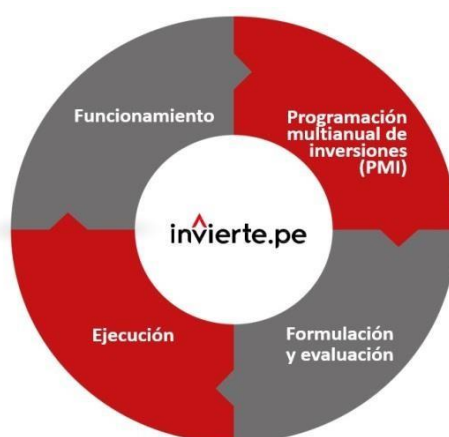 Funcionamiento
Programación
multianual de
inversiones
(PMI)
invierte.pe
Ejecución
Formulación
y evaluación